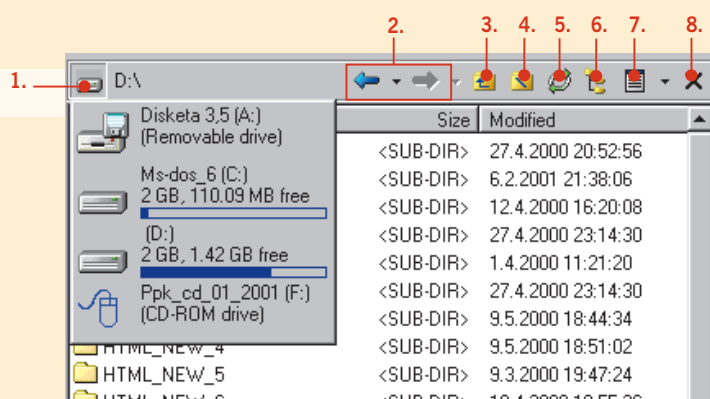 2. 3. 4. 5. 6. 7. 8.
1. D:\
Disketa 3,5 (A:)
(Removable drive)
Ms-dos_6 (C:)
2 GB, 110.09 MB free
(D:)
2 GB, 1.42 GB free
Ppk_cd_01_2001 (F:)
(CD-ROM drive)
Size Modified
<SUB-DIR> 27.4.2000 20:52:56
<SUB-DIR> 6.2.2001 21:38:06
<SUB-DIR> 12.4.2000 16:20:08
<SUB-DIR> 27.4.2000 23:14:30
<SUB-DIR> 1.4.2000 11:21:20
<SUB-DIR> 27.4.2000 23:14:30
<SUB-DIR> 9.5.2000 18:44:34
HTML_NEW_4 <SUB-DIR> 9.5.2000 18:51:02
HTML_NEW_5 <SUB-DIR> 9.3.2000 19:47:24